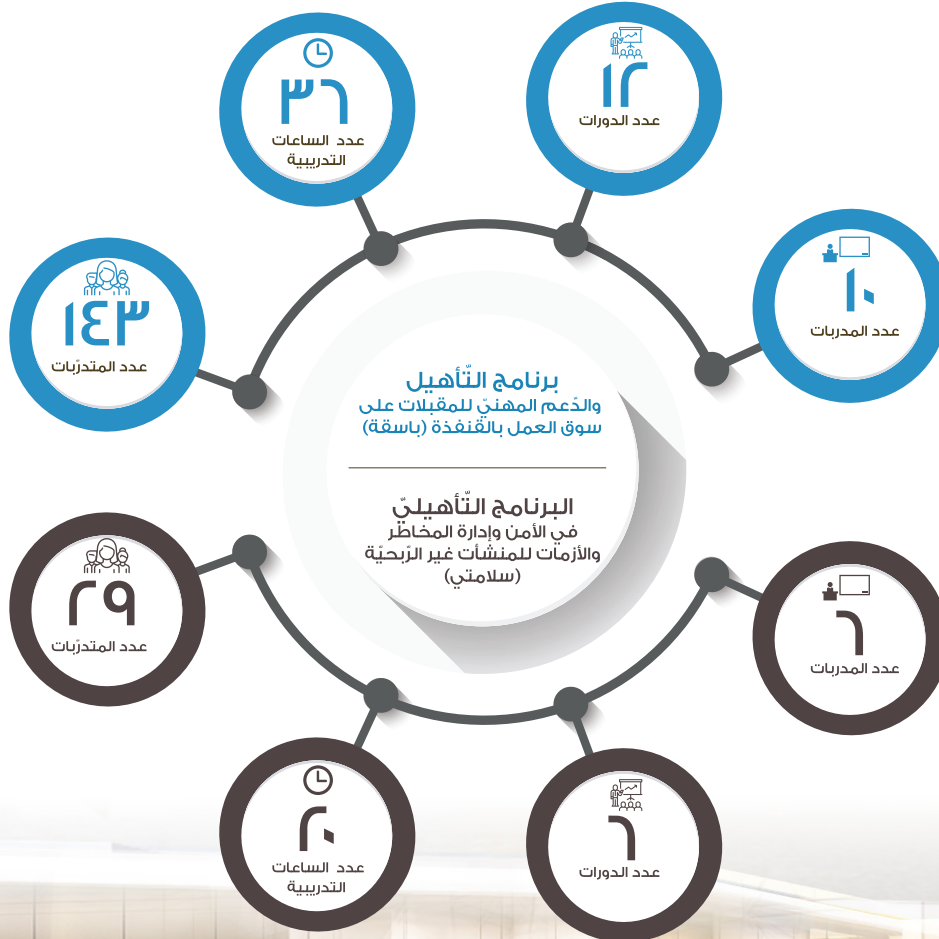 ١٢
عدد الدورات
٣٦
عدد الساعات
التدريبية
١٠
عدد المدربات
١٤٣
عدد المتدرّبات
برنامج التّأهيل
والدّعم المهنيّ للمقبلات على
سوق العمل بالقنفذة (باسقة)
البرنامج التّأهيليّ
في الأمن وإدارة المخاطر
والأزمات للمنشآت غير الرّبحيّة
(سلامتي)
٦
عدد المدربات
٢٩
عدد المتدرّبات
٦
عدد الدورات
٢٠
عدد الساعات
التدريبية